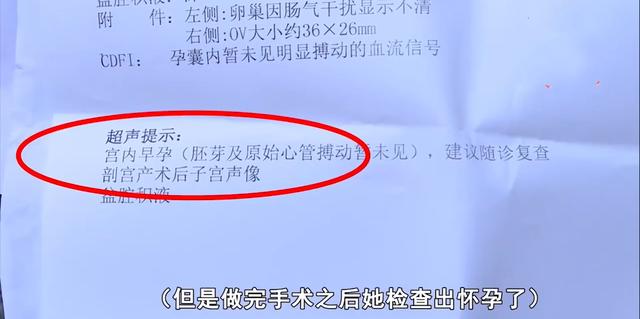 附    件：左侧：卵巢因肠气干扰显示不清
右侧：OV大小约36×26mm
CDFI： 孕囊内暂未见明显搏动的血流信号
超声提示：
宫内早孕（胚芽及原始心管搏动暂未见），建议随诊复查
剖宫产术后子宫声像
盆腔积液
（但是做完手术之后她检查出怀孕了）